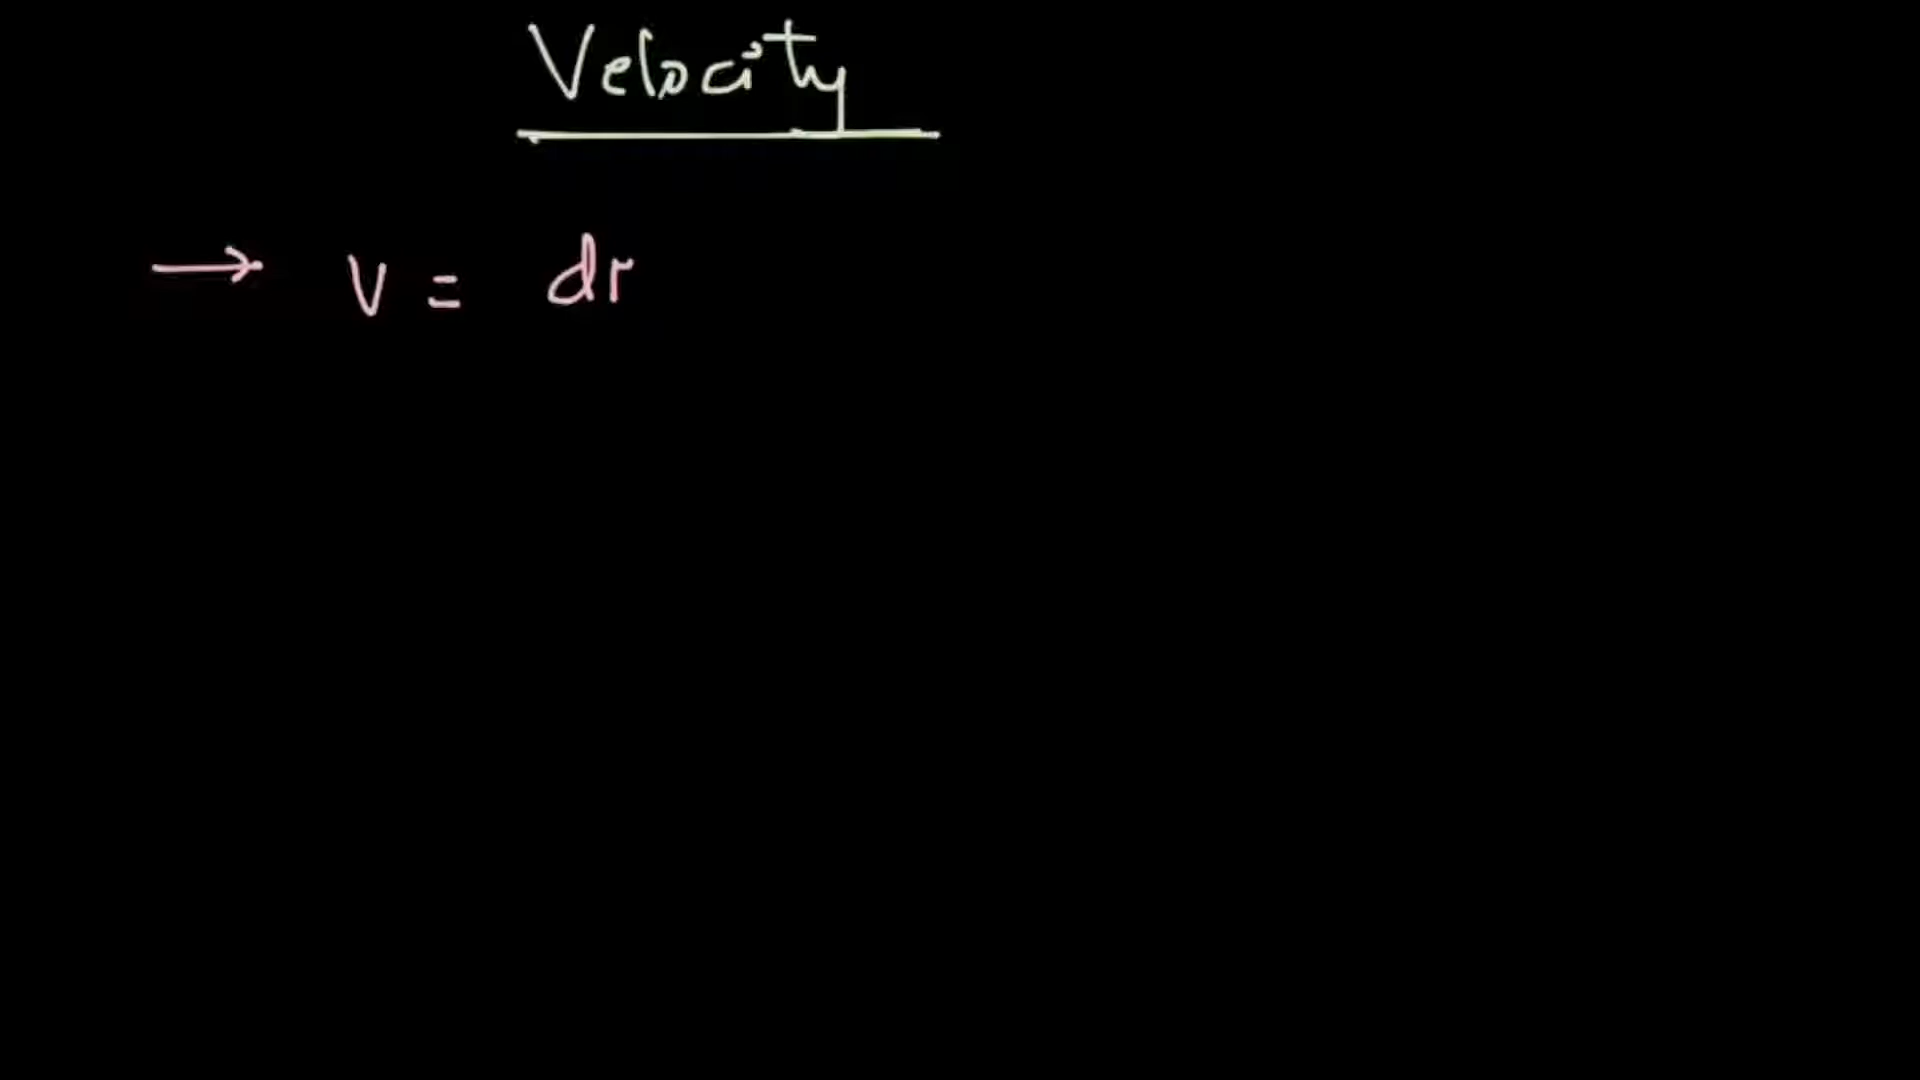 Velocity
→ v = dr